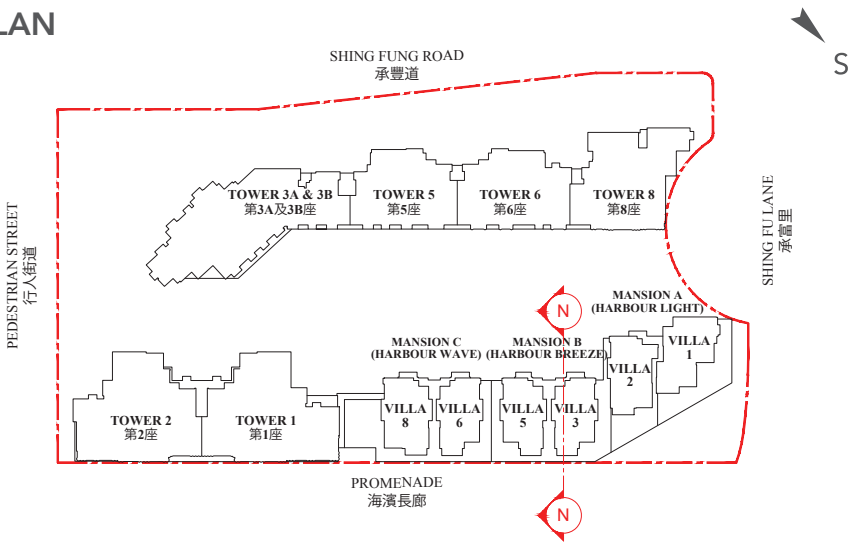 LAN
S
SHING FUNG ROAD
承豐道
PEDESTRIAN STREET
行人街道
SHING FU LANE
承富里
TOWER 3A & 3B
第3A及3B座
TOWER 5
第5座
TOWER 6
第6座
TOWER 8
第8座
N
MANSION A
(HARBOUR LIGHT)
MANSION C
(HARBOUR WAVE)
MANSION B
(HARBOUR BREEZE)
VILLA
1
VILLA
2
TOWER 2
第2座
TOWER 1
第1座
VILLA
8
VILLA
6
VILLA
5
VILLA
3
PROMENADE
海濱長廊
N